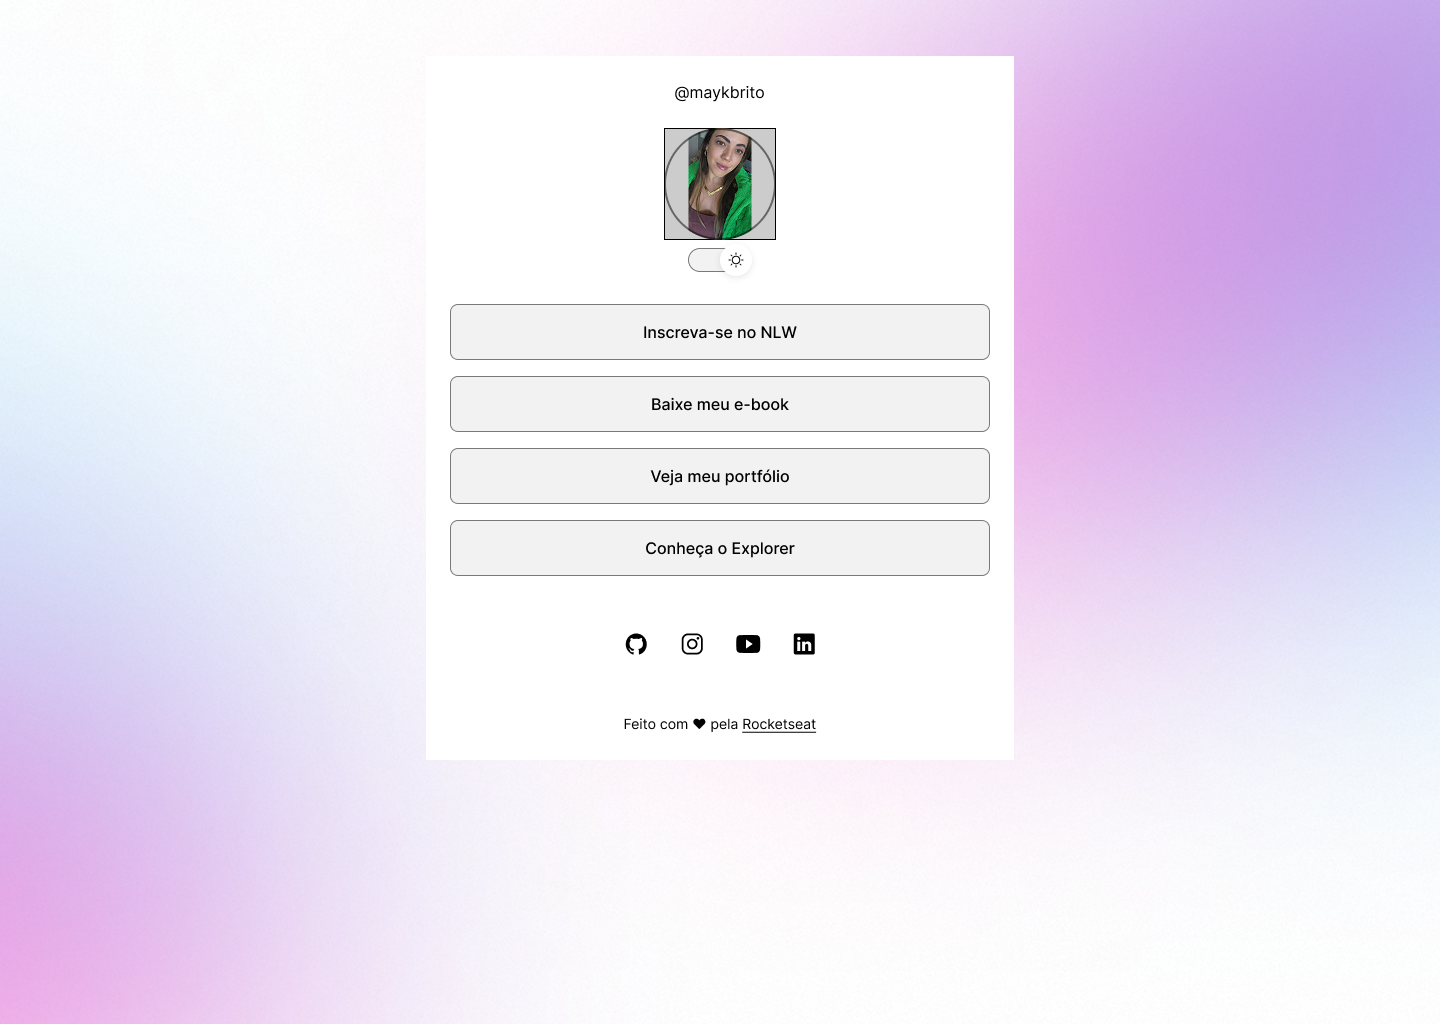 @maykbrito
Inscreva-se no NLW
Baixe meu e-book
Veja meu portfólio
Conheça o Explorer
Feito com ♥ pela Rocketseat